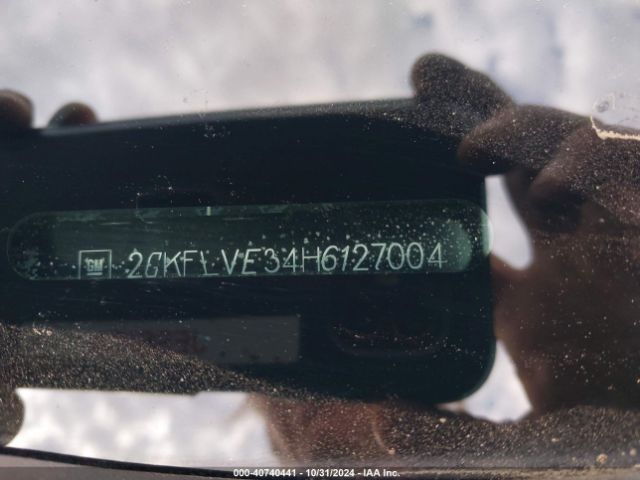 GM 2GKFLVE34H6127004
000-40740441 - 10/31/2024 - IAA Inc.